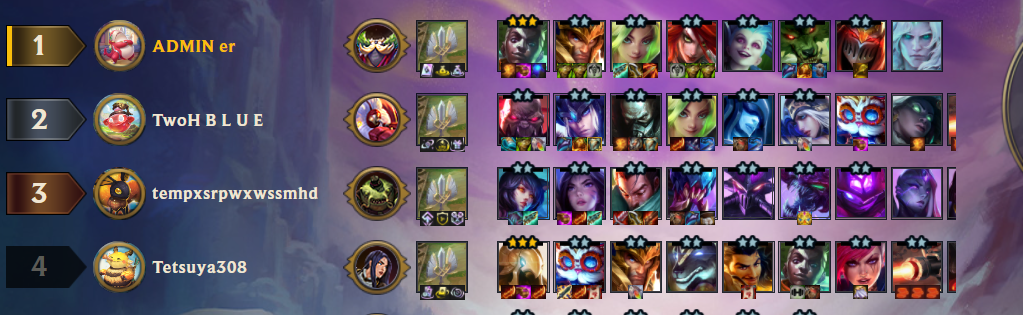 1
ADMIN er
2
TwoH B L U E
3
tempxsrpwxwssmhd
4
Tetsuya308